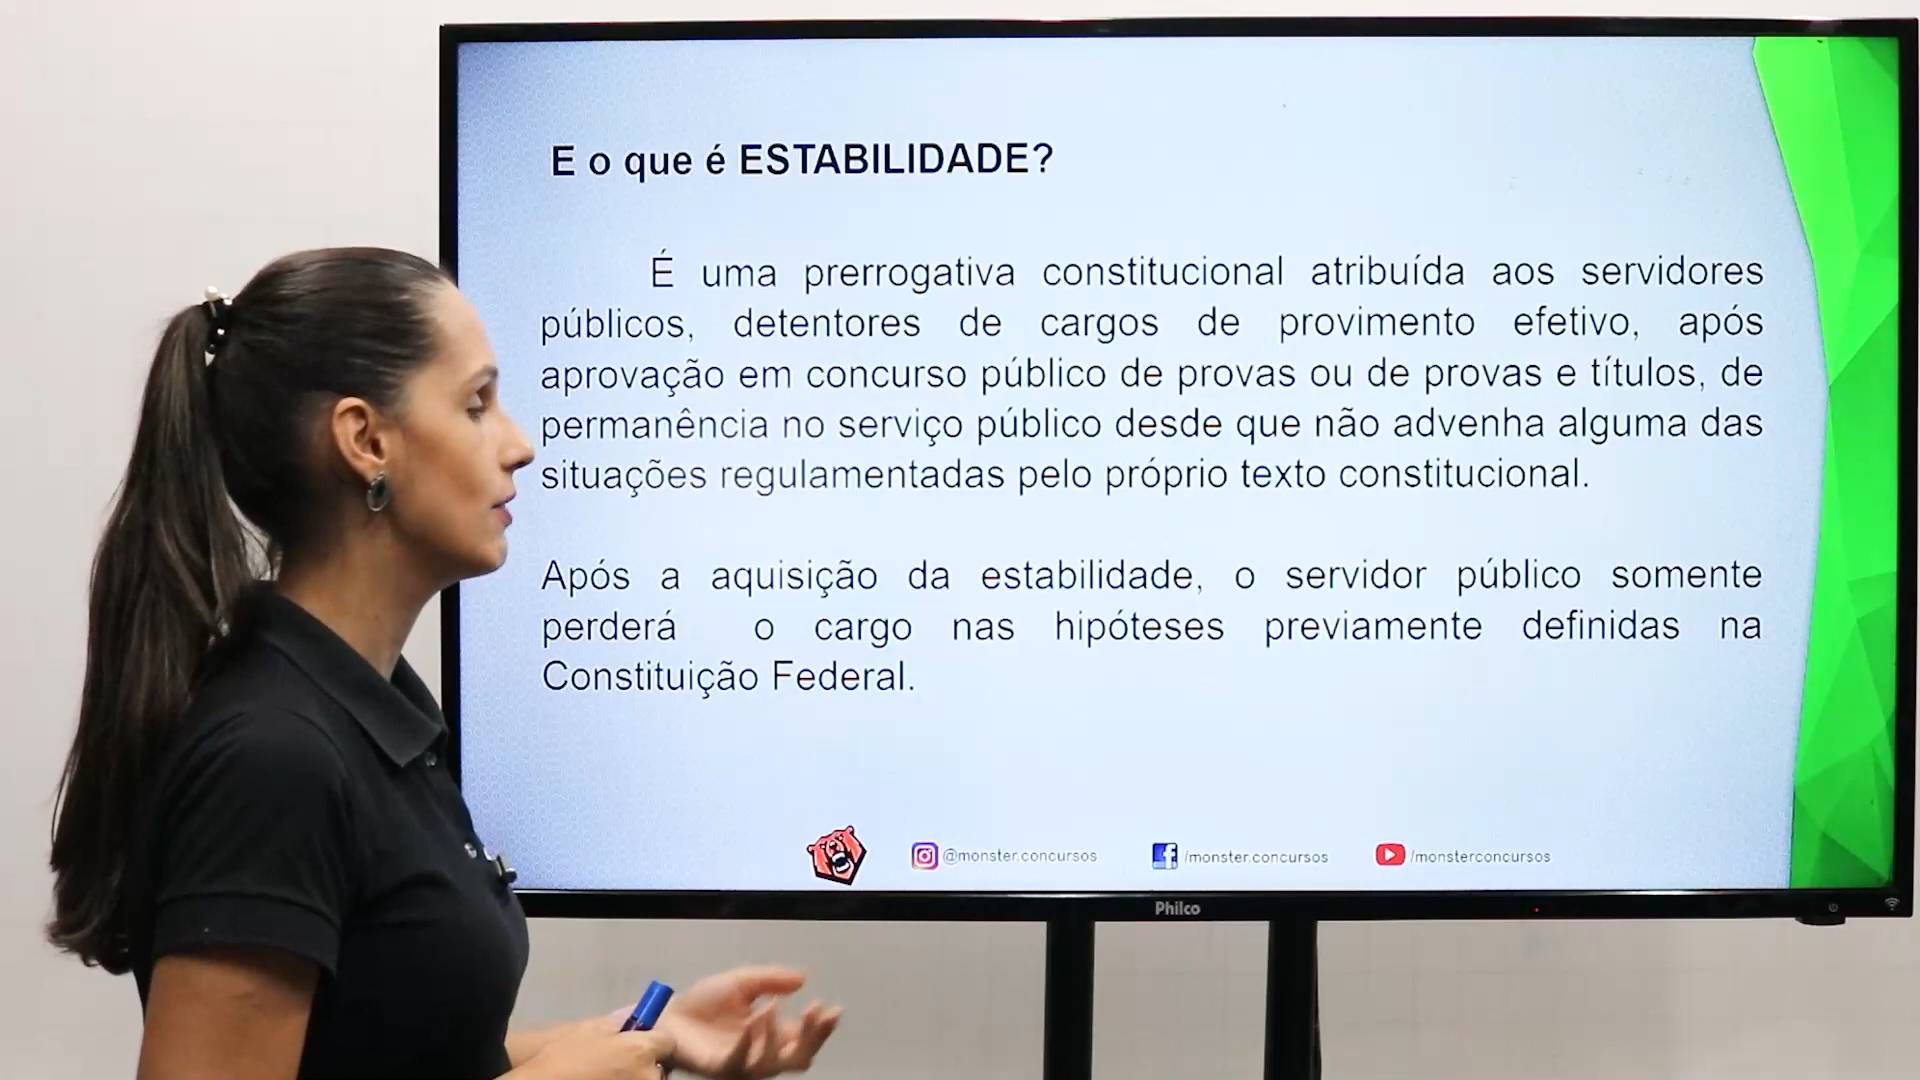 E o que é ESTABILIDADE?
É uma prerrogativa constitucional atribuída aos servidores
públicos, detentores de cargos de provimento efetivo, após
aprovação em concurso público de provas ou de provas e títulos, de
permanência no serviço público desde que não advenha alguma das
situações regulamentadas pelo próprio texto constitucional.
Após a aquisição da estabilidade, o servidor público somente
perderá o cargo nas hipóteses previamente definidas na
Constituição Federal.
@monster.concursos /monster.concursos /monsterconcursos
Philco